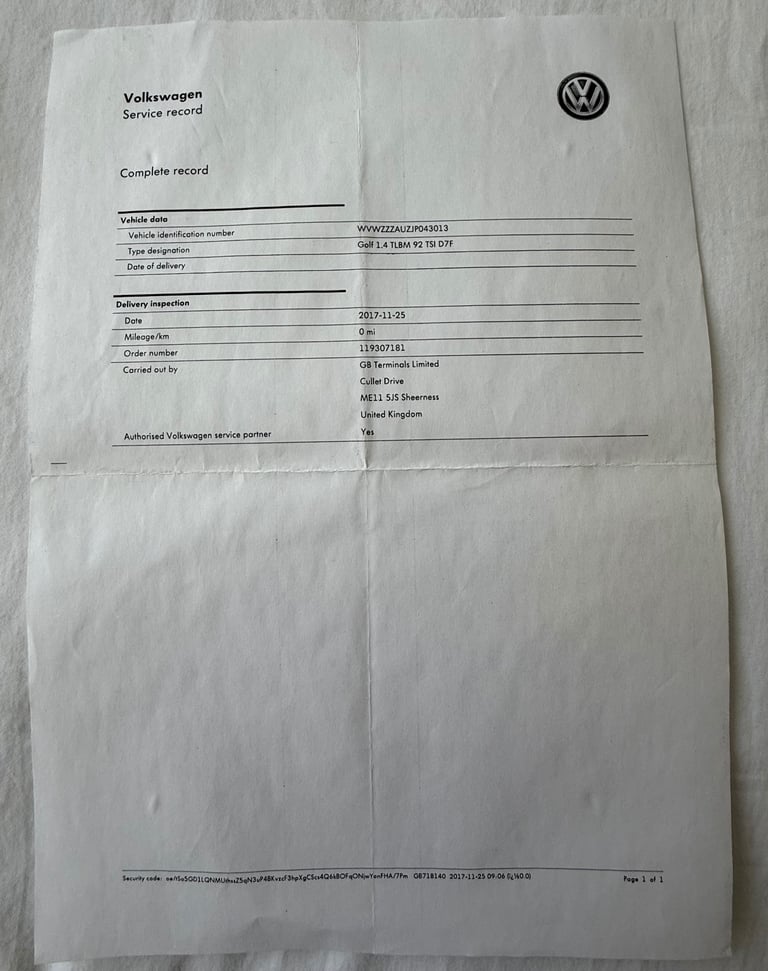 Volkswagen
Service record
Complete record
Vehicle data
Vehicle identification number WVWZZZAUZJP043013
Type designation Golf 1.4 TLBM 92 TSI D7F
Date of delivery
Delivery inspection
Date 2017-11-25
Mileage/km 0 mi
Order number 119307181
Carried out by GB Terminals Limited
Cullet Drive
ME11 5JS Sheerness
United Kingdom
Authorised Volkswagen service partner Yes
Security code: GB71B140 2017-11-25 09:06 Page 1 of 1